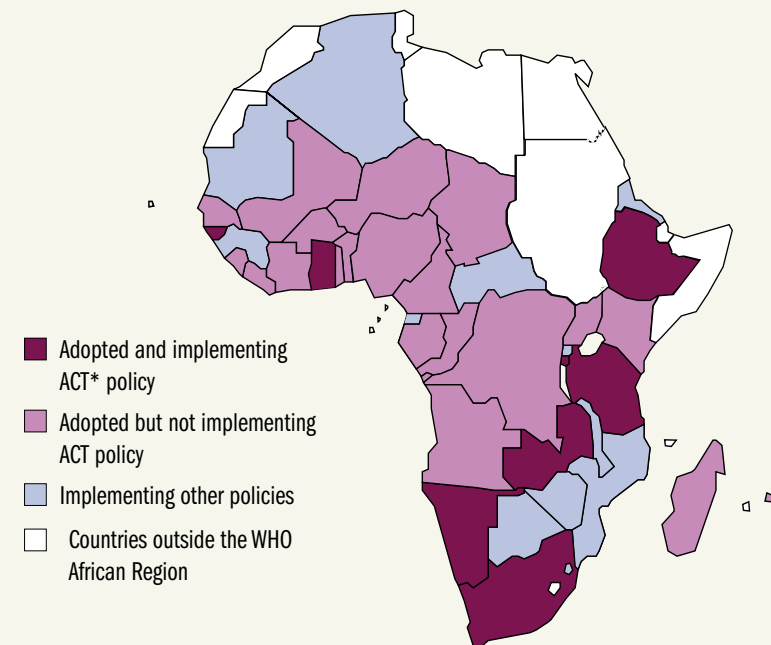 Adopted and implementing
ACT* policy
Adopted but not implementing
ACT policy
Implementing other policies
Countries outside the WHO
African Region